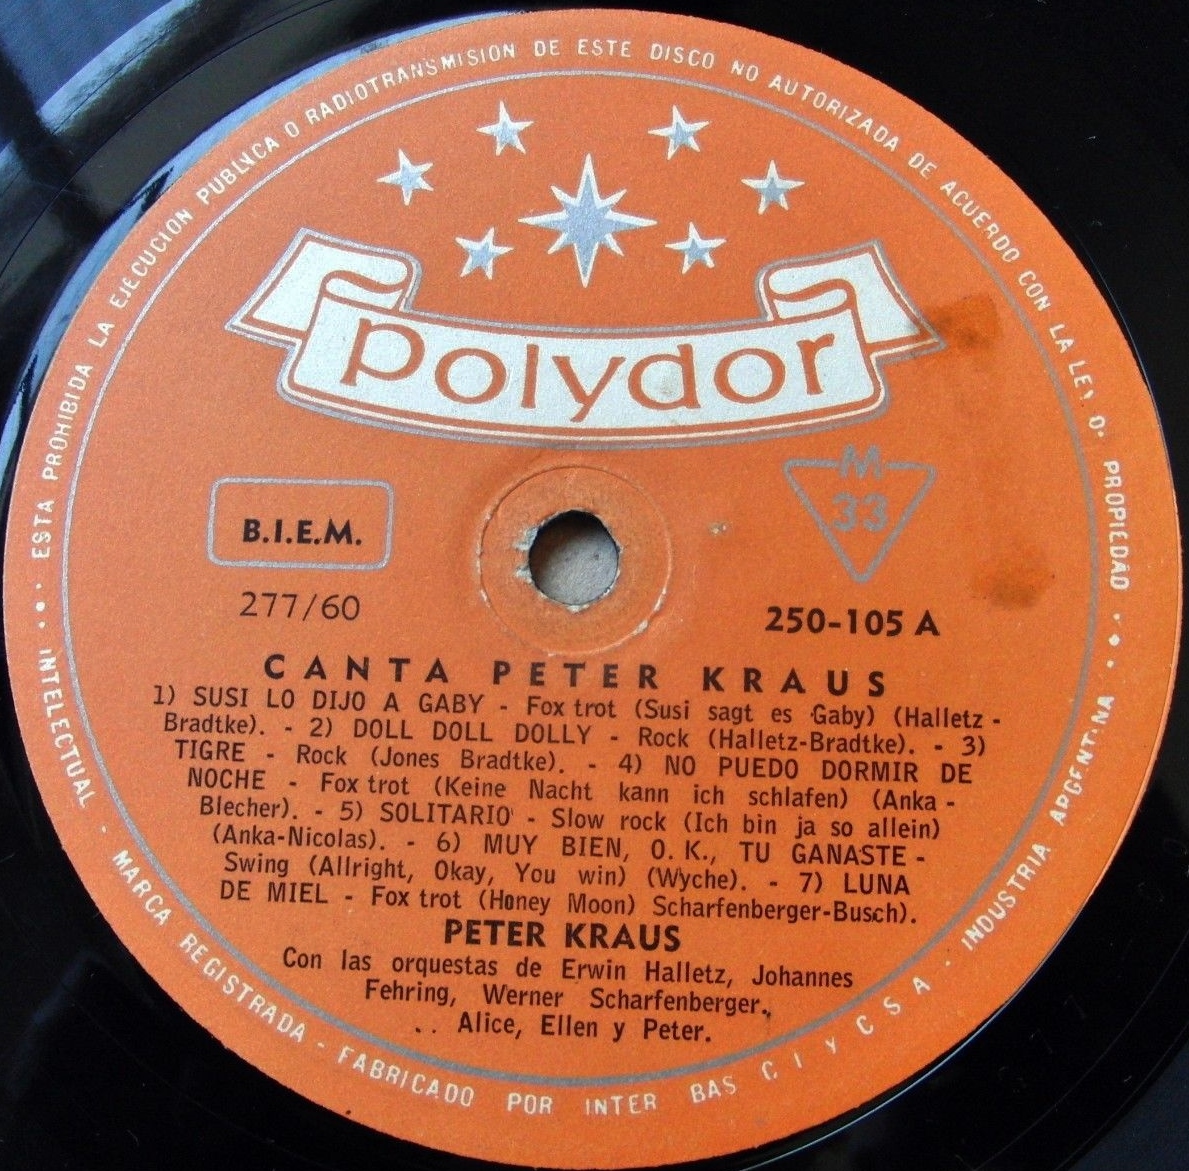 ESTA PROHIBIDA LA EJECUCION PUBLICA O RADIOTRANSMISION DE ESTE DISCO NO AUTORIZADA DE ACUERDO CON LA LEY O· PROPIEDAD
INTELECTUAL - MARCA REGISTRADA - FABRICADO POR INTER BAS C I y C S A - INDUSTRIA ARGENTINA
polydor
B.I.E.M.
M
33
277/60
250-105 A
CANTA PETER KRAUS
1) SUSI LO DIJO A GABY - Fox trot (Susi sagt es Gaby) (Halletz -
Bradtke). - 2) DOLL DOLL DOLLY - Rock (Halletz-Bradtke). - 3)
TIGRE - Rock (Jones Bradtke). - 4) NO PUEDO DORMIR DE
NOCHE - Fox trot (Keine Nacht kann ich schlafen) (Anka -
Blecher). - 5) SOLITARIO - Slow rock (Ich bin ja so allein)
(Anka-Nicolas). - 6) MUY BIEN, O.K., TU GANASTE -
Swing (Allright, Okay, You win) (Wyche). - 7) LUNA
DE MIEL - Fox trot (Honey Moon) Scharfenberger-Busch).
PETER KRAUS
Con las orquestas de Erwin Halletz, Johannes
Fehring, Werner Scharfenberger.
.. Alice, Ellen y Peter.